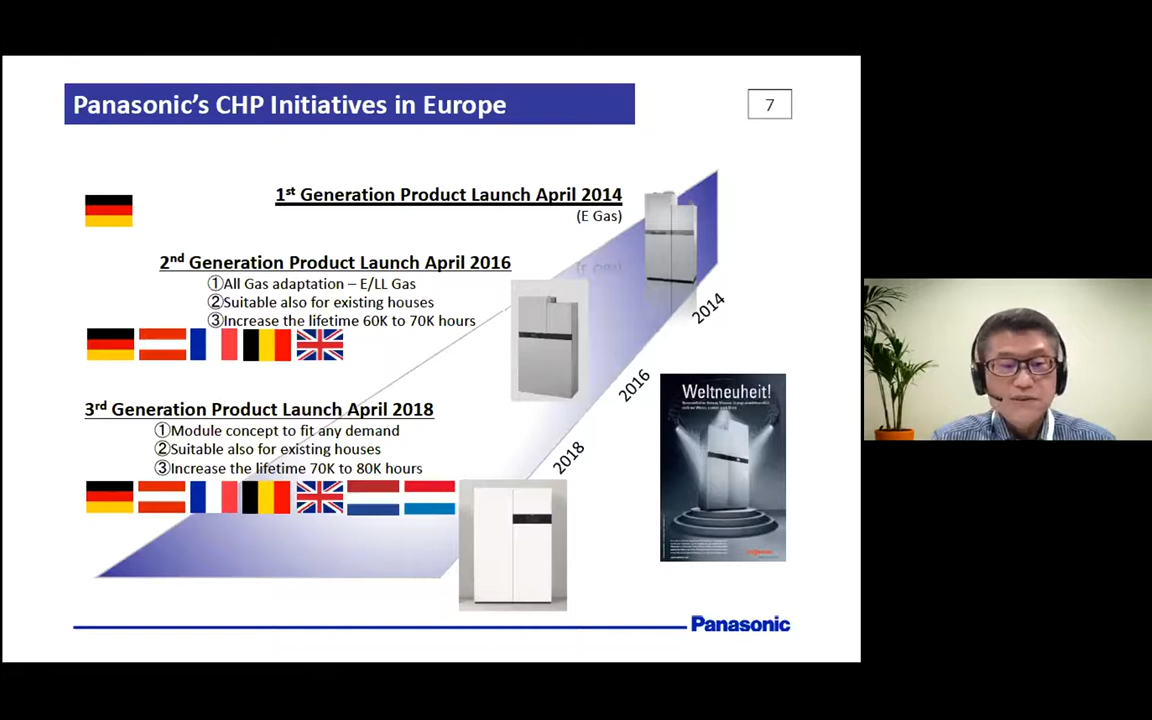 Panasonic's CHP Initiatives in Europe
7
1st Generation Product Launch April 2014
(E Gas)
2nd Generation Product Launch April 2016
①All Gas adaptation – E/LL Gas
②Suitable also for existing houses
③Increase the lifetime 60K to 70K hours
3rd Generation Product Launch April 2018
①Module concept to fit any demand
②Suitable also for existing houses
③Increase the lifetime 70K to 80K hours
2014
2016
2018
Weltneuheit!
Panasonic